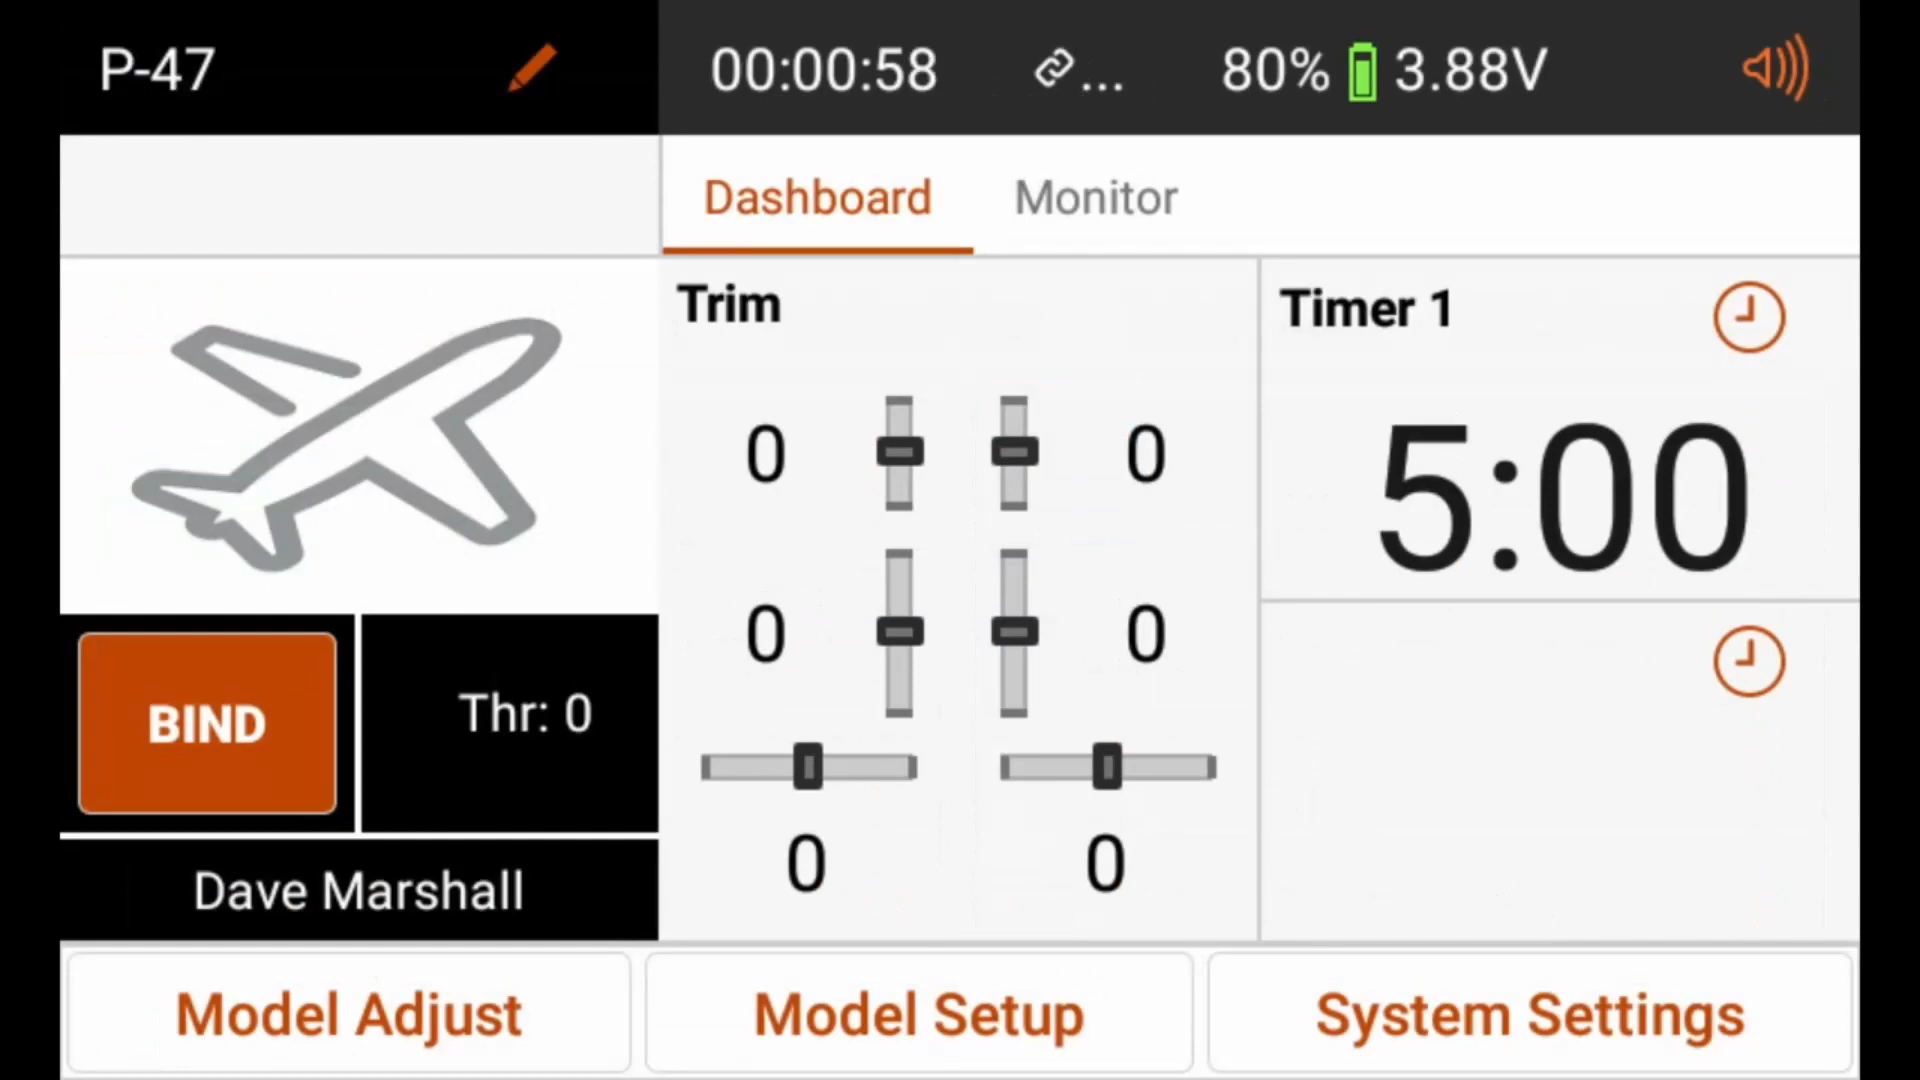 P-47
00:00:58 ... 80% 3.88V
Dashboard Monitor
Trim
0 0
0 0
0 0
Timer 1
5:00
BIND
Thr: 0
Dave Marshall
Model Adjust Model Setup System Settings